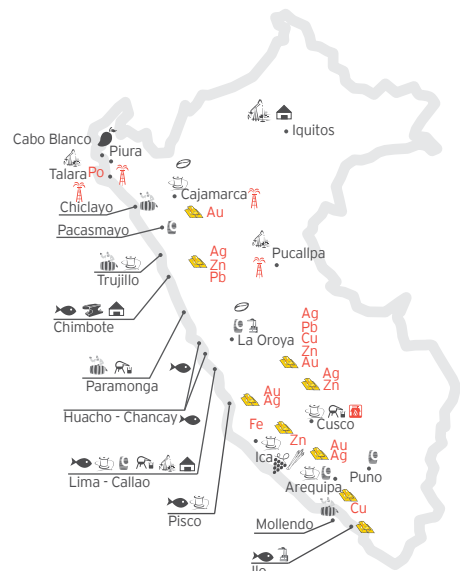 Iquitos
Cabo Blanco
Piura
Talara
Po
Cajamarca
Chiclayo
Au
Pacasmayo
Ag
Zn
Pb
Pucallpa
Trujillo
Chimbote
Ag
Pb
Cu
Zn
Au
La Oroya
Ag
Zn
Paramonga
Au
Ag
Huacho - Chancay
Fe
Cusco
Zn
Ica
Au
Ag
Lima - Callao
Puno
Arequipa
Pisco
Cu
Mollendo
Ilo